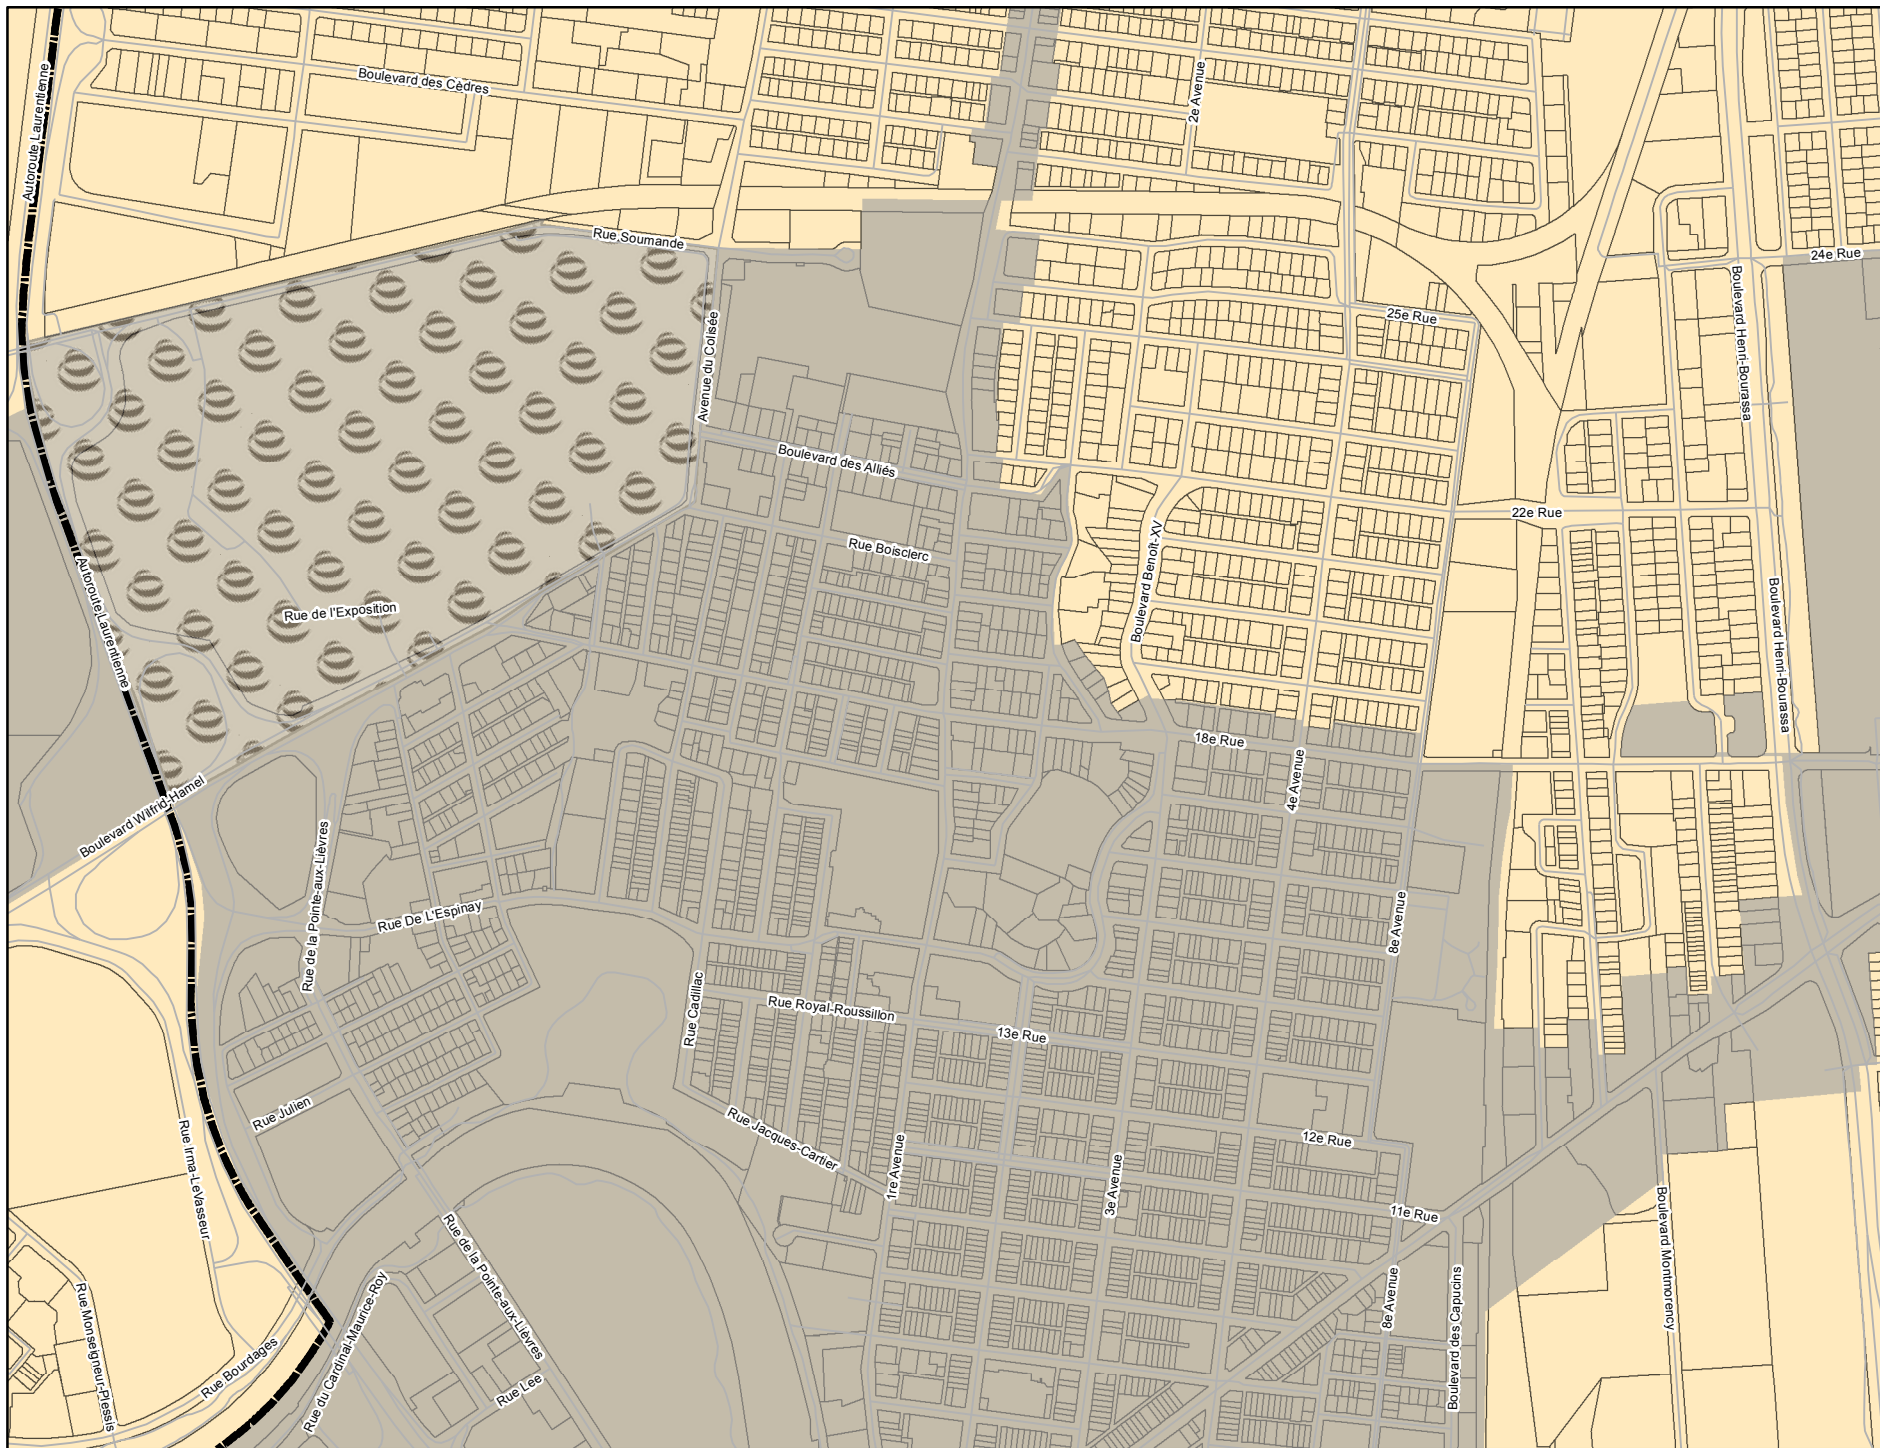 Boulevard des Cèdres
Autoroute Laurentienne
2e Avenue
Rue Soumande
24e Rue
Boulevard Henri-Bourassa
25e Rue
Avenue du Colisée
Boulevard des Alliés
22e Rue
Rue Boisclerc
Boulevard Benoît-XV
Rue de l'Exposition
Autoroute Laurentienne
Boulevard Henri-Bourassa
18e Rue
4e Avenue
Boulevard Wilfrid-Hamel
Rue de la Pointe-aux-Lièvres
Rue De L'Espinay
8e Avenue
Rue Cadillac
Rue Royal-Roussillon
13e Rue
Rue Julien
Rue Jacques-Cartier
12e Rue
Rue Irma-LeVasseur
1re Avenue
3e Avenue
11e Rue
Boulevard Montmorency
Rue de la Pointe-aux-Lièvres
8e Avenue
Boulevard des Capucins
Rue du Cardinal-Maurice-Roy
Rue Monseigneur-Plessis
Rue Bourdages
Rue Lee